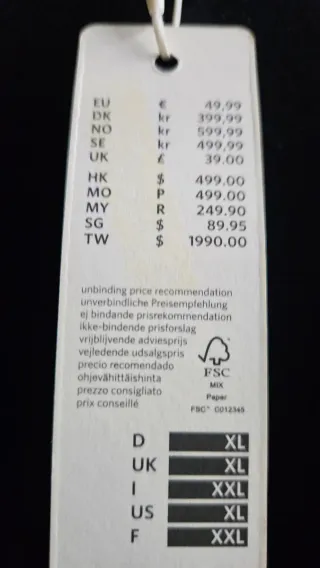 EU € 49,99
DK kr 399,99
NO kr 599,99
SE kr 499,99
UK £ 39.00
HK $ 499.00
MO P 499.00
MY R 249.90
SG $ 89.95
TW $ 1990.00
unbinding price recommendation
unverbindliche Preisempfehlung
ej bindande prisrekommendation
ikke-bindende prisforslag
vrijblijvende adviesprijs
vejledende udsalgspris
precio recomendado
ohjevähittäishinta
prezzo consigliato
prix conseillé
FSC
MIX
Paper
FSC™ C012345
D XL
UK XL
I XXL
US XL
F XXL